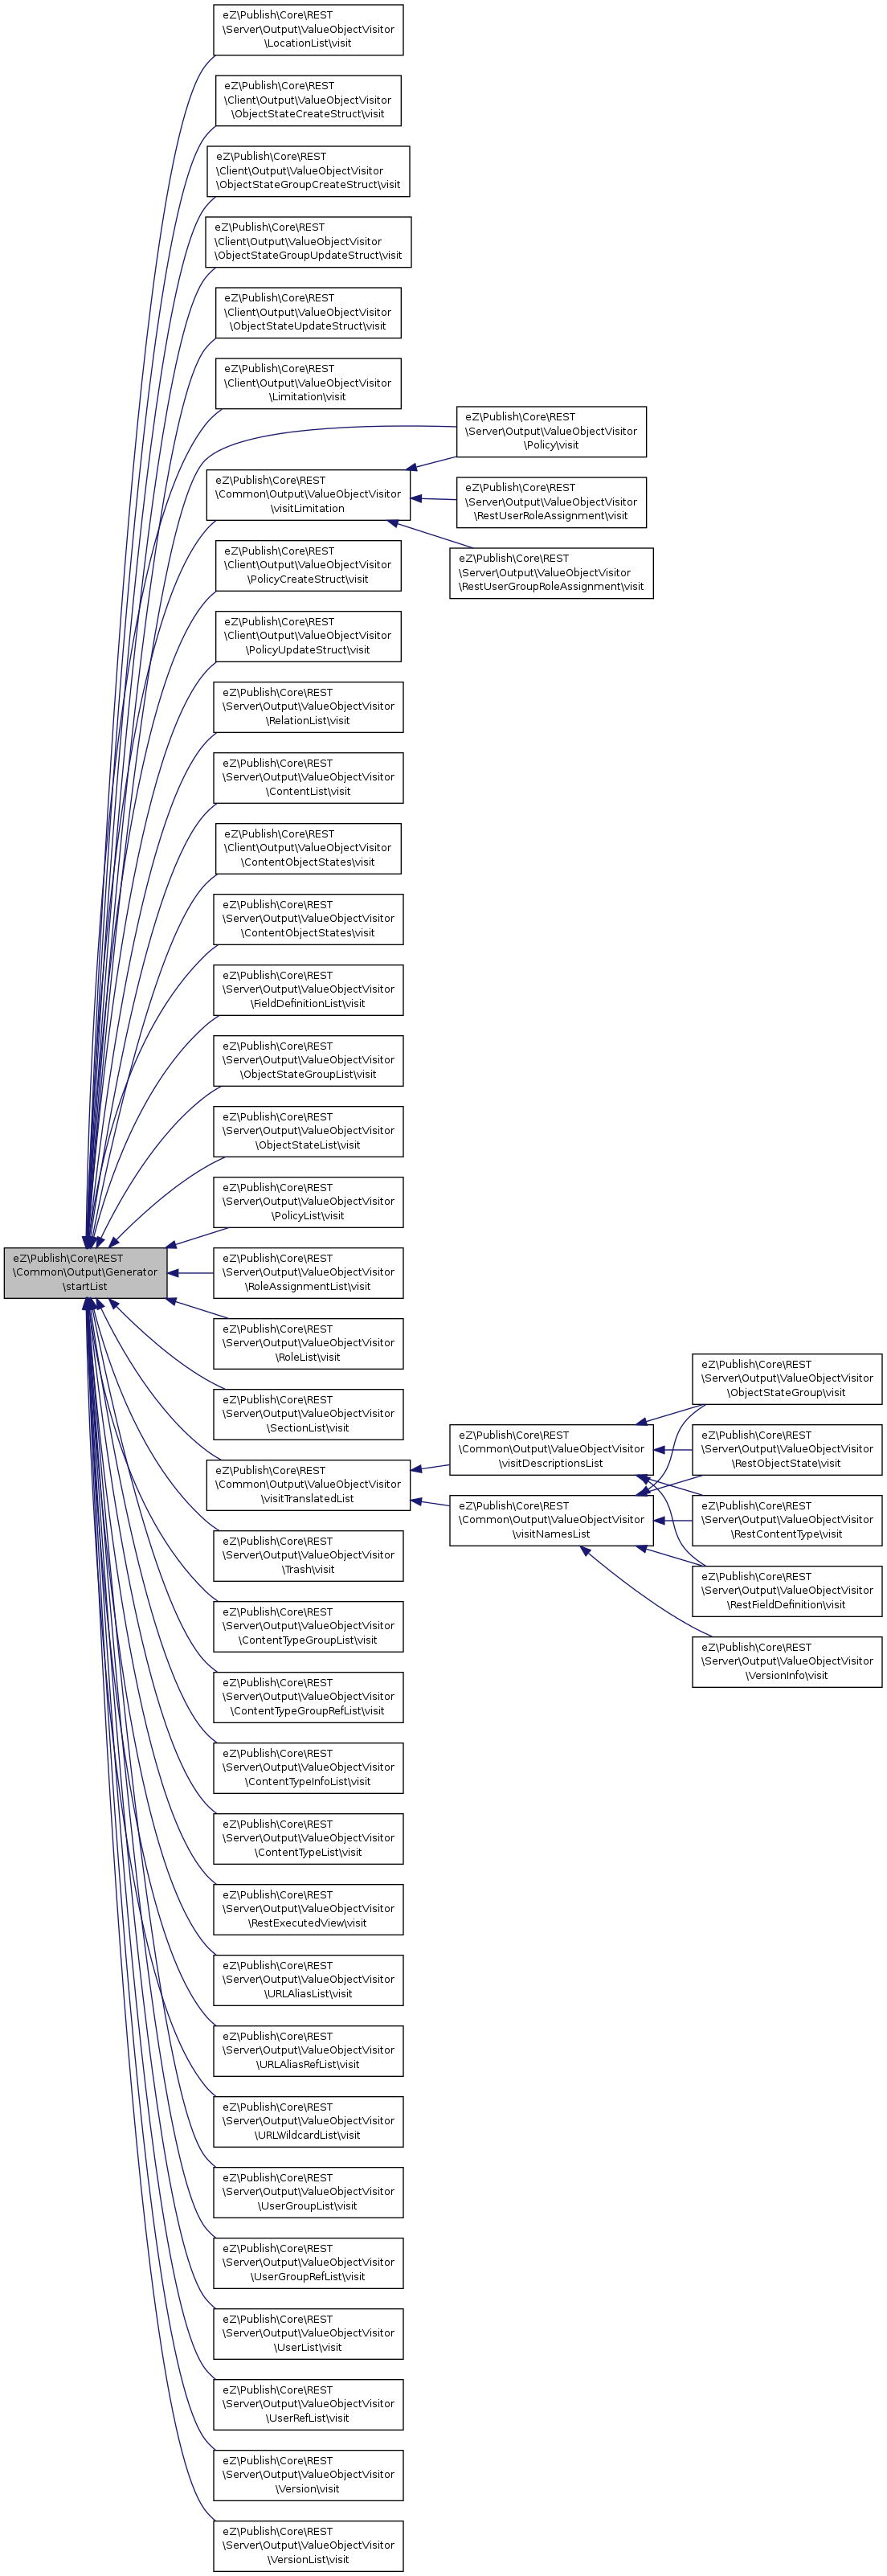 eZ\Publish\Core\REST
\Server\Output\ValueObjectVisitor
\LocationList\visit
eZ\Publish\Core\REST
\Client\Output\ValueObjectVisitor
\ObjectStateCreateStruct\visit
eZ\Publish\Core\REST
\Client\Output\ValueObjectVisitor
\ObjectStateGroupCreateStruct\visit
eZ\Publish\Core\REST
\Client\Output\ValueObjectVisitor
\ObjectStateGroupUpdateStruct\visit
eZ\Publish\Core\REST
\Client\Output\ValueObjectVisitor
\ObjectStateUpdateStruct\visit
eZ\Publish\Core\REST
\Client\Output\ValueObjectVisitor
\Limitation\visit
eZ\Publish\Core\REST
\Server\Output\ValueObjectVisitor
\Policy\visit
eZ\Publish\Core\REST
\Common\Output\ValueObjectVisitor
\visitLimitation
eZ\Publish\Core\REST
\Server\Output\ValueObjectVisitor
\RestUserRoleAssignment\visit
eZ\Publish\Core\REST
\Client\Output\ValueObjectVisitor
\PolicyCreateStruct\visit
eZ\Publish\Core\REST
\Server\Output\ValueObjectVisitor
\RestUserGroupRoleAssignment\visit
eZ\Publish\Core\REST
\Client\Output\ValueObjectVisitor
\PolicyUpdateStruct\visit
eZ\Publish\Core\REST
\Server\Output\ValueObjectVisitor
\RelationList\visit
eZ\Publish\Core\REST
\Server\Output\ValueObjectVisitor
\ContentList\visit
eZ\Publish\Core\REST
\Client\Output\ValueObjectVisitor
\ContentObjectStates\visit
eZ\Publish\Core\REST
\Server\Output\ValueObjectVisitor
\ContentObjectStates\visit
eZ\Publish\Core\REST
\Server\Output\ValueObjectVisitor
\FieldDefinitionList\visit
eZ\Publish\Core\REST
\Server\Output\ValueObjectVisitor
\ObjectStateGroupList\visit
eZ\Publish\Core\REST
\Server\Output\ValueObjectVisitor
\ObjectStateList\visit
eZ\Publish\Core\REST
\Server\Output\ValueObjectVisitor
\PolicyList\visit
eZ\Publish\Core\REST
\Common\Output\Generator
\startList
eZ\Publish\Core\REST
\Server\Output\ValueObjectVisitor
\RoleAssignmentList\visit
eZ\Publish\Core\REST
\Server\Output\ValueObjectVisitor
\RoleList\visit
eZ\Publish\Core\REST
\Server\Output\ValueObjectVisitor
\SectionList\visit
eZ\Publish\Core\REST
\Server\Output\ValueObjectVisitor
\ObjectStateGroup\visit
eZ\Publish\Core\REST
\Common\Output\ValueObjectVisitor
\visitDescriptionsList
eZ\Publish\Core\REST
\Server\Output\ValueObjectVisitor
\RestObjectState\visit
eZ\Publish\Core\REST
\Common\Output\ValueObjectVisitor
\visitTranslatedList
eZ\Publish\Core\REST
\Common\Output\ValueObjectVisitor
\visitNamesList
eZ\Publish\Core\REST
\Server\Output\ValueObjectVisitor
\RestContentType\visit
eZ\Publish\Core\REST
\Server\Output\ValueObjectVisitor
\Trash\visit
eZ\Publish\Core\REST
\Server\Output\ValueObjectVisitor
\RestFieldDefinition\visit
eZ\Publish\Core\REST
\Server\Output\ValueObjectVisitor
\ContentTypeGroupList\visit
eZ\Publish\Core\REST
\Server\Output\ValueObjectVisitor
\VersionInfo\visit
eZ\Publish\Core\REST
\Server\Output\ValueObjectVisitor
\ContentTypeGroupRefList\visit
eZ\Publish\Core\REST
\Server\Output\ValueObjectVisitor
\ContentTypeInfoList\visit
eZ\Publish\Core\REST
\Server\Output\ValueObjectVisitor
\ContentTypeList\visit
eZ\Publish\Core\REST
\Server\Output\ValueObjectVisitor
\RestExecutedView\visit
eZ\Publish\Core\REST
\Server\Output\ValueObjectVisitor
\URLAliasList\visit
eZ\Publish\Core\REST
\Server\Output\ValueObjectVisitor
\URLAliasRefList\visit
eZ\Publish\Core\REST
\Server\Output\ValueObjectVisitor
\URLWildcardList\visit
eZ\Publish\Core\REST
\Server\Output\ValueObjectVisitor
\UserGroupList\visit
eZ\Publish\Core\REST
\Server\Output\ValueObjectVisitor
\UserGroupRefList\visit
eZ\Publish\Core\REST
\Server\Output\ValueObjectVisitor
\UserList\visit
eZ\Publish\Core\REST
\Server\Output\ValueObjectVisitor
\UserRefList\visit
eZ\Publish\Core\REST
\Server\Output\ValueObjectVisitor
\Version\visit
eZ\Publish\Core\REST
\Server\Output\ValueObjectVisitor
\VersionList\visit